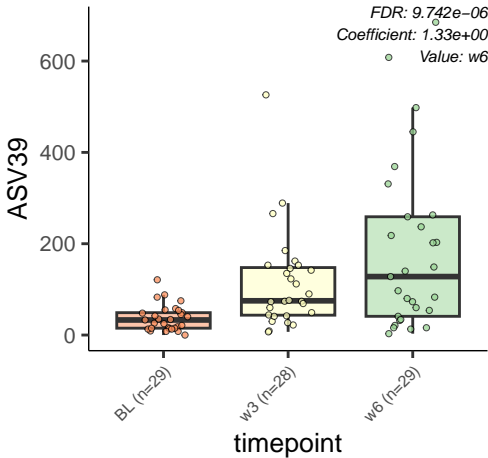 FDR: 9.742e−06
Coefficient: 1.33e+00
Value: w6
ASV39
600
400
200
0
BL (n=29)
w3 (n=28)
w6 (n=29)
timepoint